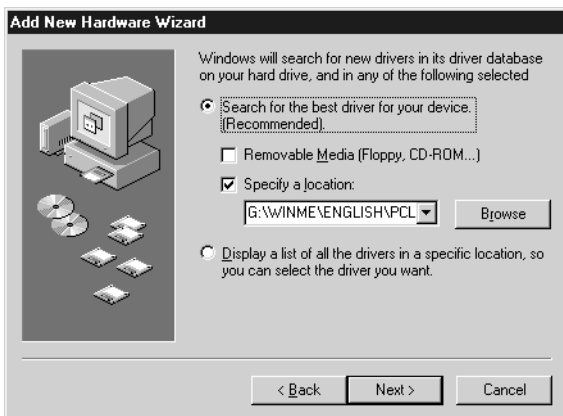 Add New Hardware Wizard
Windows will search for new drivers in its driver database
on your hard drive, and in any of the following selected
Search for the best driver for your device.
(Recommended).
Removable Media (Floppy, CD-ROM...)
Specify a location:
G:\WINME\ENGLISH\PCL
Browse
Display a list of all the drivers in a specific location, so
you can select the driver you want.
< Back
Next >
Cancel